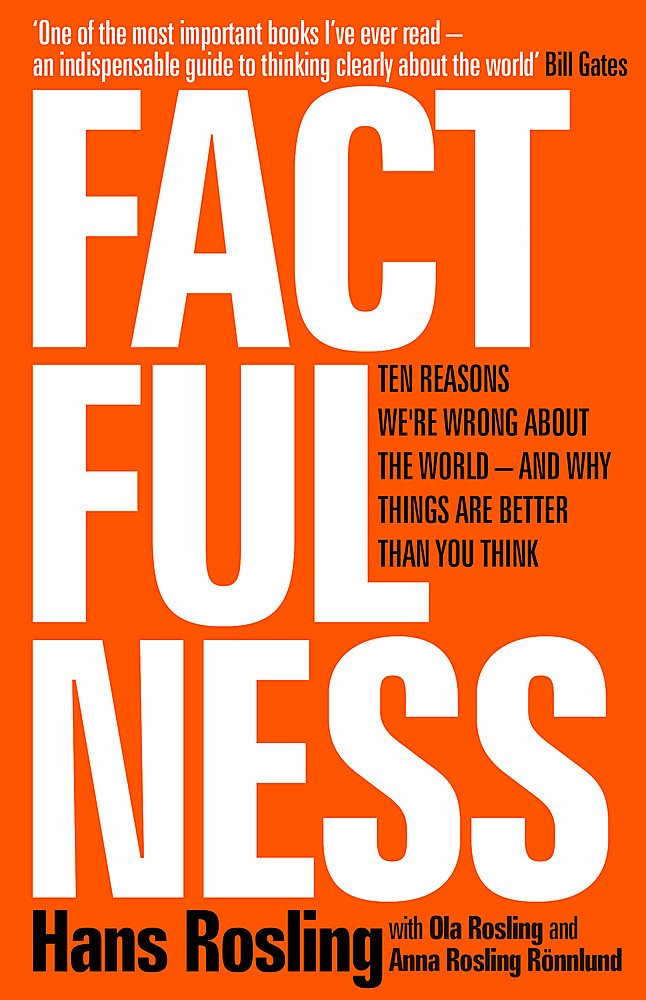 ‘One of the most important books I’ve ever read –
an indispensable guide to thinking clearly about the world’ Bill Gates
FACT
FUL
TEN REASONS
WE'RE WRONG ABOUT
THE WORLD – AND WHY
THINGS ARE BETTER
THAN YOU THINK
NESS
Hans Rosling
with Ola Rosling and
Anna Rosling Rönnlund